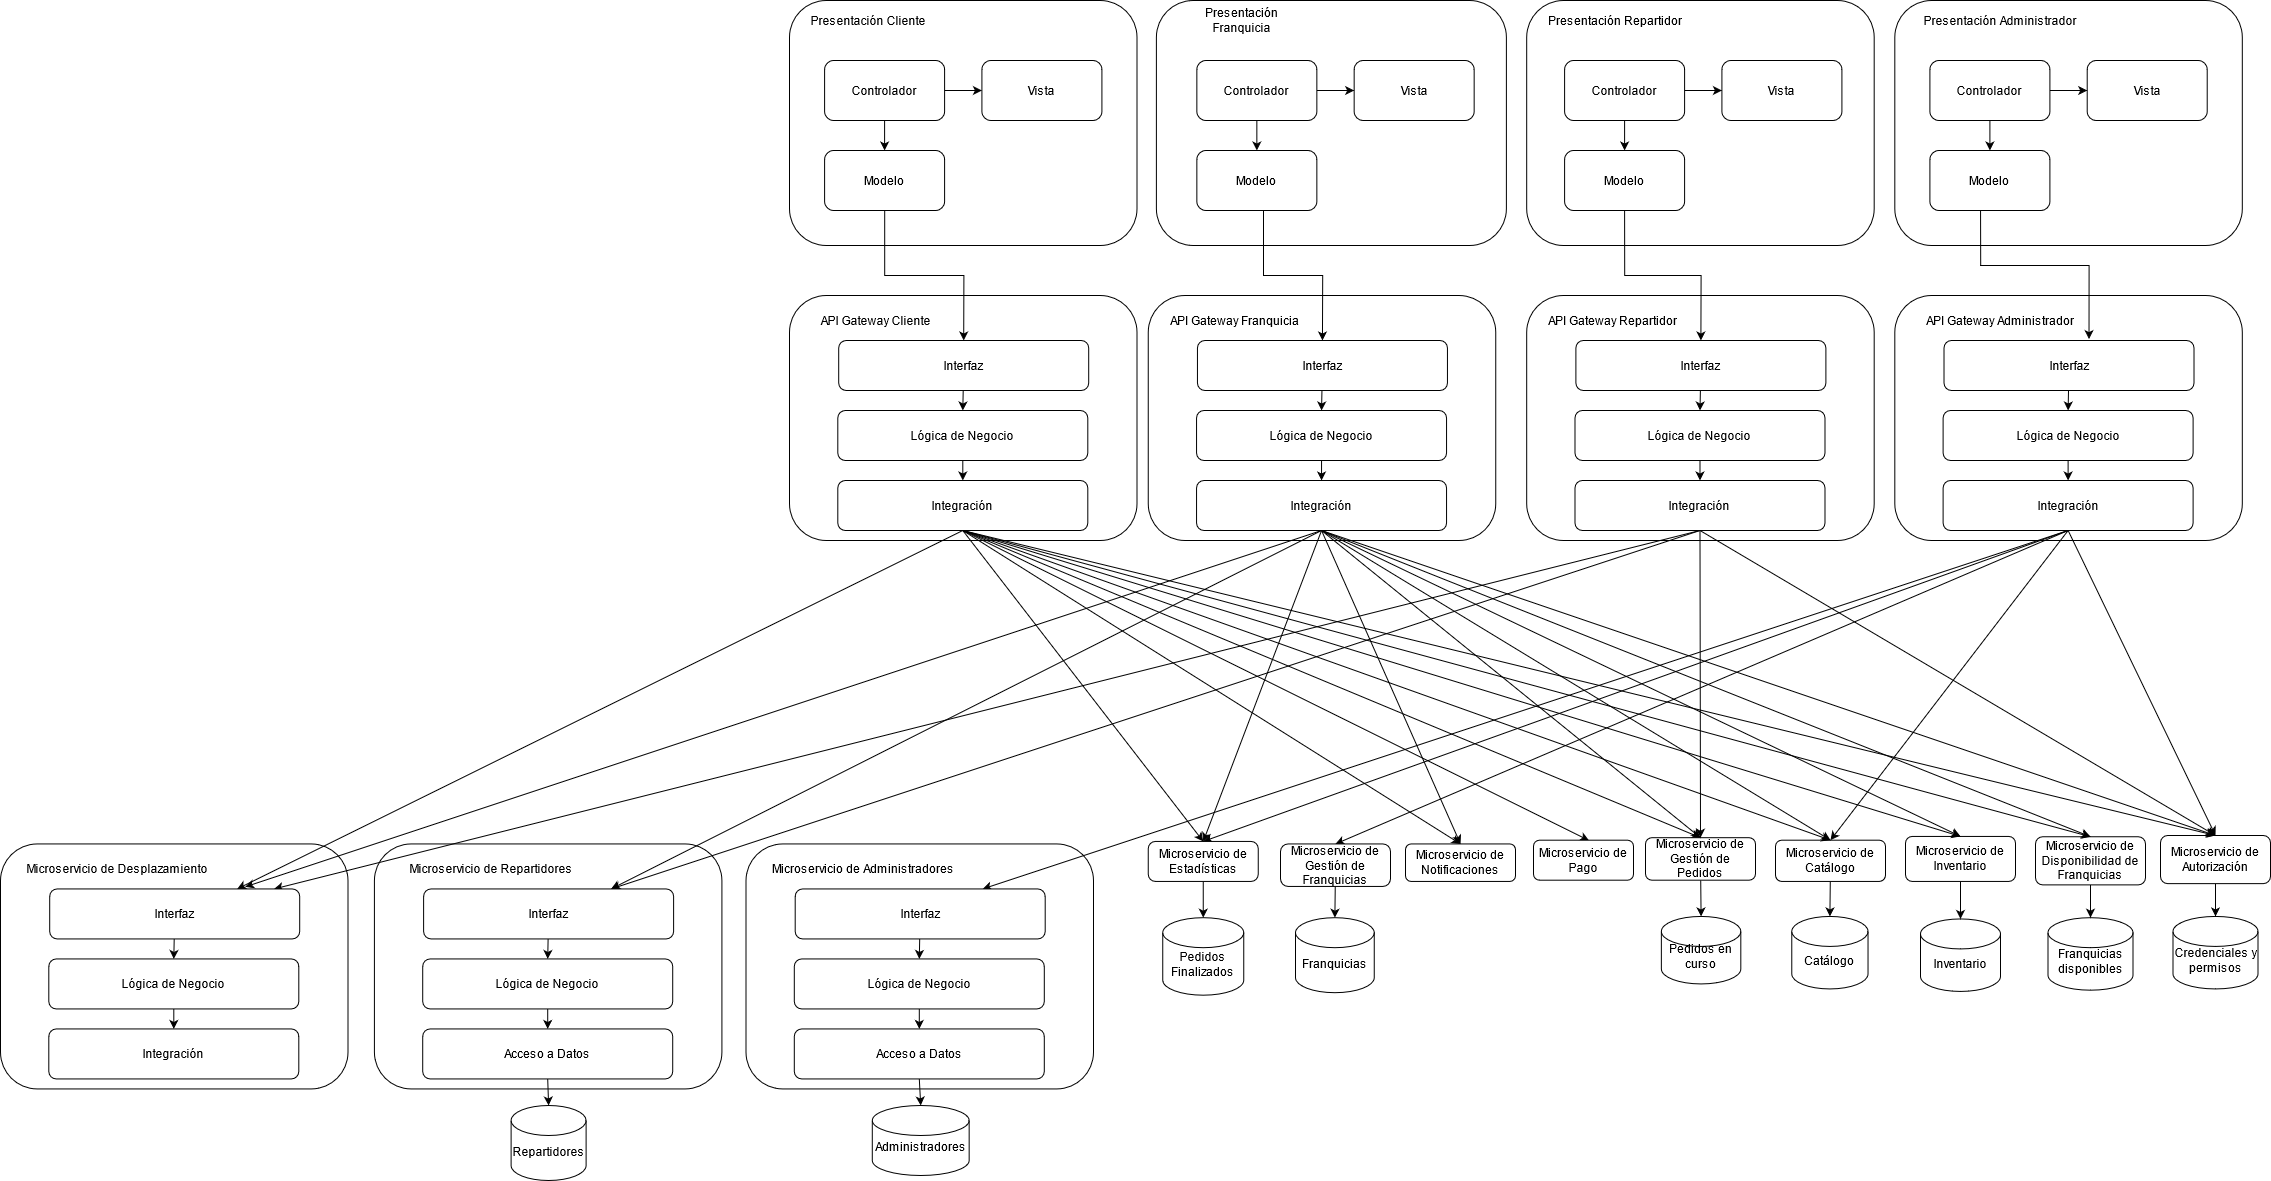 Presentación Cliente
Controlador
Vista
Modelo
Presentación
Franquicia
Controlador
Vista
Modelo
Presentación Repartidor
Controlador
Vista
Modelo
Presentación Administrador
Controlador
Vista
Modelo
API Gateway Cliente
Interfaz
Lógica de Negocio
Integración
API Gateway Franquicia
Interfaz
Lógica de Negocio
Integración
API Gateway Repartidor
Interfaz
Lógica de Negocio
Integración
API Gateway Administrador
Interfaz
Lógica de Negocio
Integración
Microservicio de Desplazamiento
Interfaz
Lógica de Negocio
Integración
Microservicio de Repartidores
Interfaz
Lógica de Negocio
Acceso a Datos
Repartidores
Microservicio de Administradores
Interfaz
Lógica de Negocio
Acceso a Datos
Administradores
Microservicio de
Estadísticas
Pedidos
Finalizados
Microservicio de
Gestión de
Franquicias
Franquicias
Microservicio de
Notificaciones
Microservicio de
Pago
Microservicio de
Gestión de
Pedidos
Pedidos en
curso
Microservicio de
Catálogo
Catálogo
Microservicio de
Inventario
Inventario
Microservicio de
Disponibilidad de
Franquicias
Franquicias
disponibles
Microservicio de
Autorización
Credenciales y
permisos